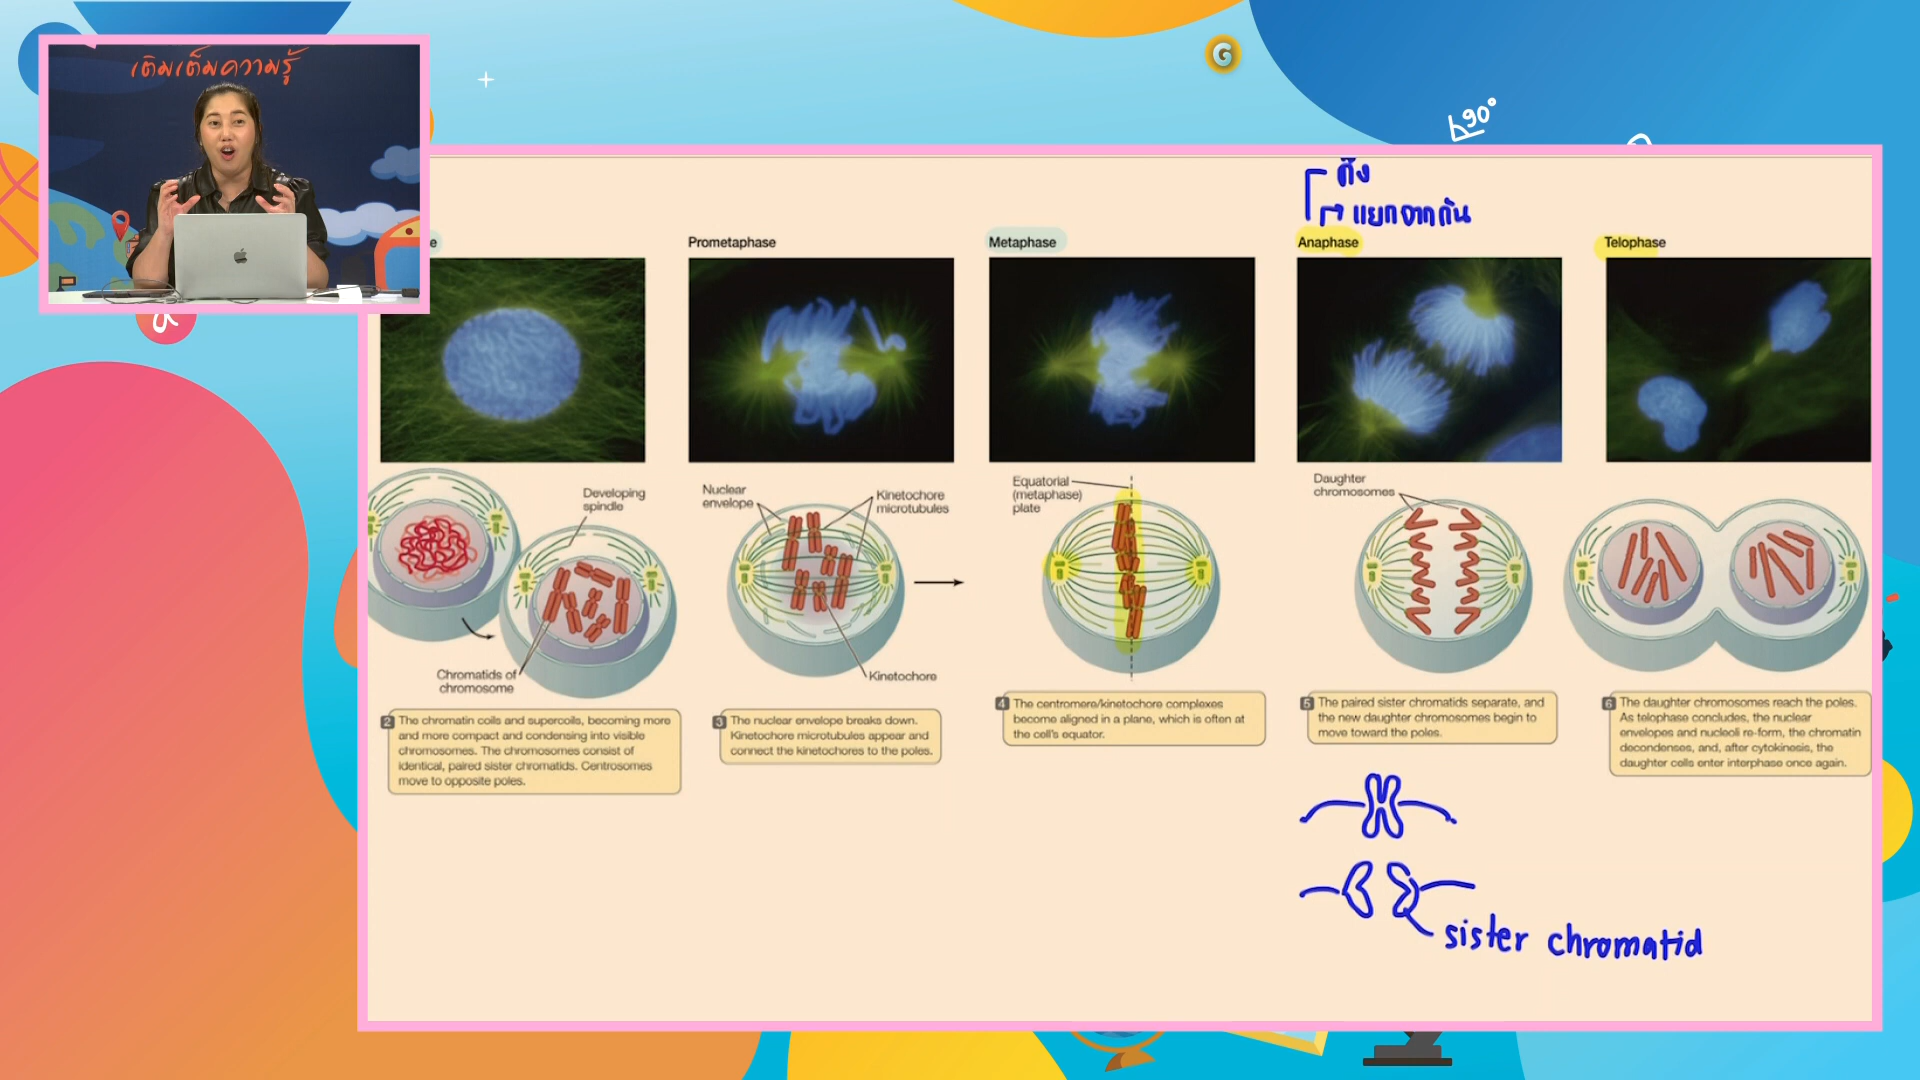 เติมเต็มความรู้
G
90°
ดึง
แยกจากกัน
e
Prometaphase
Metaphase
Anaphase
Telophase
Developing
spindle
Chromatids of
chromosome
Nuclear
envelope
Kinetochore
microtubules
Kinetochore
Equatorial
(metaphase)
plate
Daughter
chromosomes
2 The chromatin coils and supercoils, becoming more
and more compact and condensing into visible
chromosomes. The chromosomes consist of
identical, paired sister chromatids. Centrosomes
move to opposite poles.
3 The nuclear envelope breaks down.
Kinetochore microtubules appear and
connect the kinetochores to the poles.
4 The centromere/kinetochore complexes
become aligned in a plane, which is often at
the cell's equator.
5 The paired sister chromatids separate, and
the new daughter chromosomes begin to
move toward the poles.
6 The daughter chromosomes reach the poles.
As telophase concludes, the nuclear
envelopes and nucleoli re-form, the chromatin
decondenses, and, after cytokinesis, the
daughter cells enter interphase once again.
sister chromatid